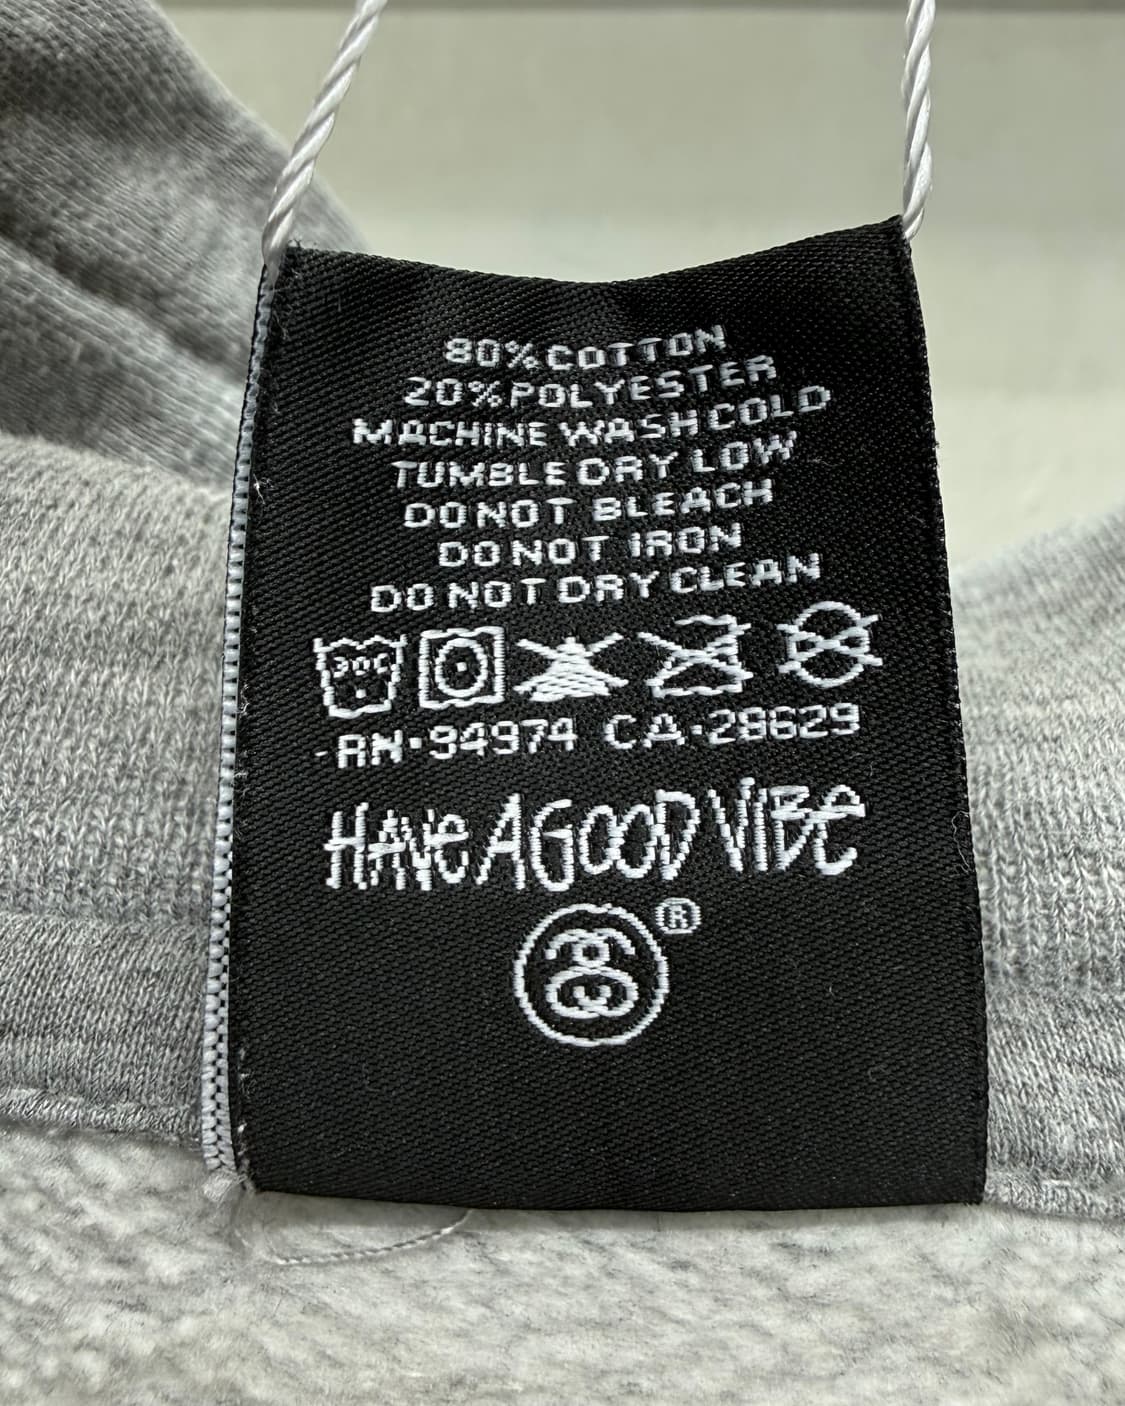 80% COTTON
20% POLYESTER
MACHINE WASH COLD
TUMBLE DRY LOW
DO NOT BLEACH
DO NOT IRON
DO NOT DRY CLEAN
30C
-RN·94974 CA·28629
HAVE A GOOD VIBE
®